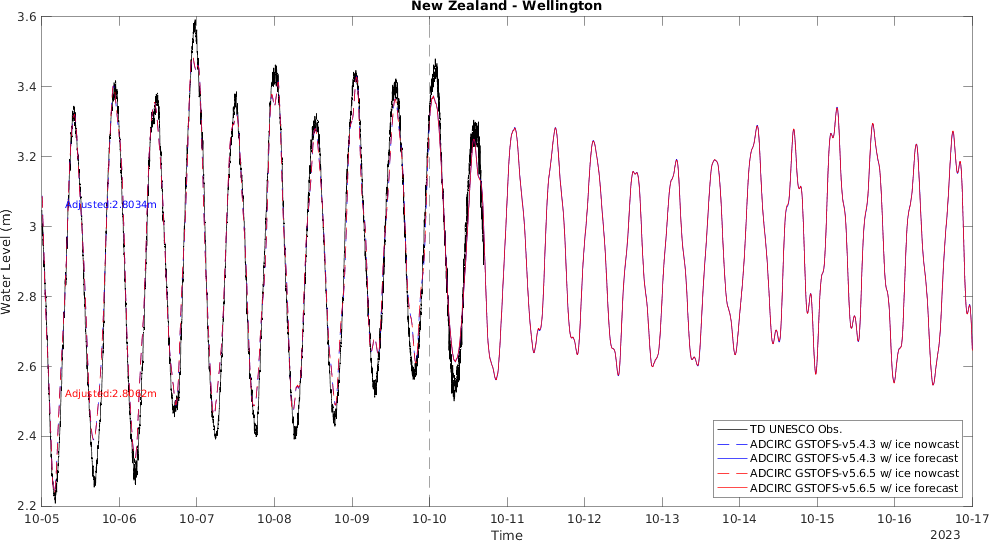 New Zealand - Wellington
3.6
3.4
3.2
3
2.8
2.6
2.4
2.2
Water Level (m)
Adjusted:2.8034m
Adjusted:2.8062m
TD UNESCO Obs.
ADCIRC GSTOFS-v5.4.3 w/ ice nowcast
ADCIRC GSTOFS-v5.4.3 w/ ice forecast
ADCIRC GSTOFS-v5.6.5 w/ ice nowcast
ADCIRC GSTOFS-v5.6.5 w/ ice forecast
10-05 10-06 10-07 10-08 10-09 10-10 10-11 10-12 10-13 10-14 10-15 10-16 10-17
Time
2023